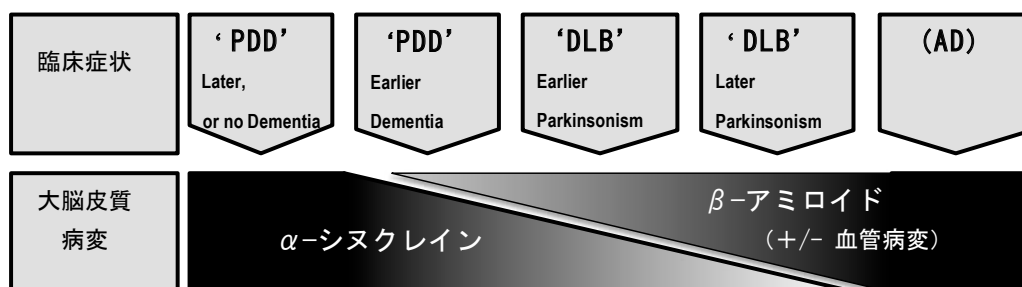 臨床症状
‘ PDD’
Later,
or no Dementia
‘PDD’
Earlier
Dementia
‘DLB’
Earlier
Parkinsonism
‘ DLB’
Later
Parkinsonism
(AD)
大脳皮質
病変
α−シヌクレイン
β−アミロイド
(+/− 血管病変)